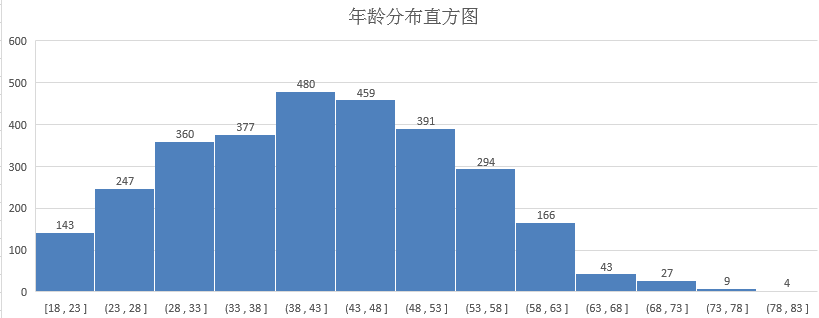 年龄分布直方图
600
500
400
300
200
100
0
143
247
360
377
480
459
391
294
166
43
27
9
4
[18 , 23 ]
(23 , 28 ]
(28 , 33 ]
(33 , 38 ]
(38 , 43 ]
(43 , 48 ]
(48 , 53 ]
(53 , 58 ]
(58 , 63 ]
(63 , 68 ]
(68 , 73 ]
(73 , 78 ]
(78 , 83 ]